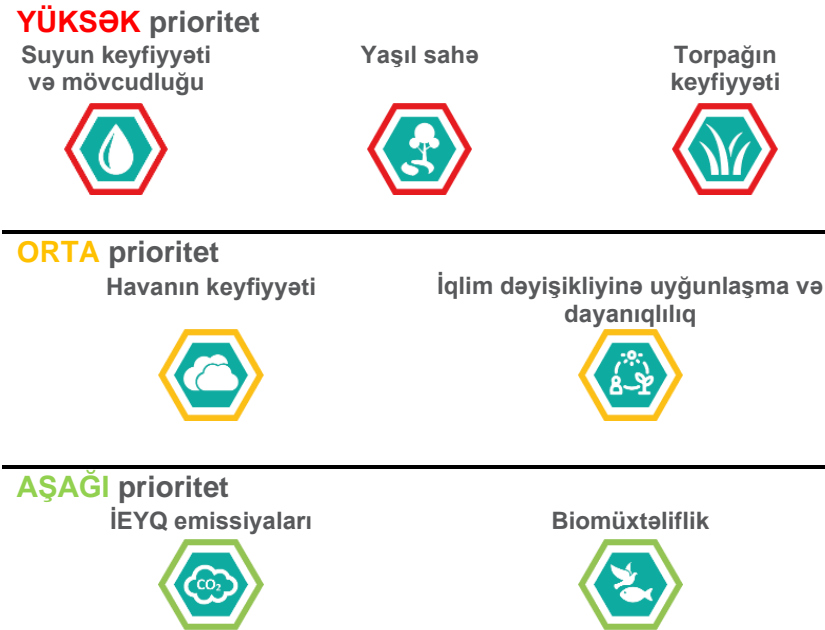 YÜKSƏK prioritet
Suyun keyfiyyəti
və mövcudluğu
Yaşıl sahə
Torpağın
keyfiyyəti
ORTA prioritet
Havanın keyfiyyəti
İqlim dəyişikliyinə uyğunlaşma və
dayanıqlılıq
AŞAĞI prioritet
İEYQ emissiyaları
Biomüxtəliflik
CO₂